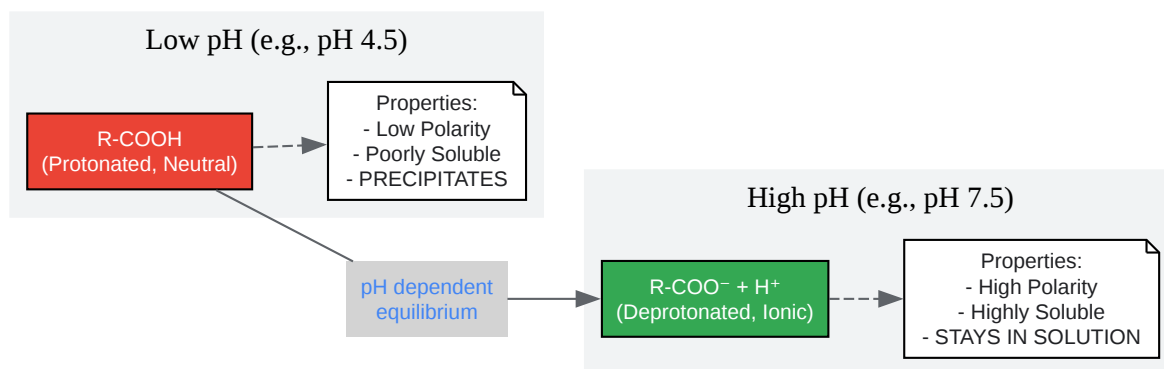 Low pH (e.g., pH 4.5)
R-COOH
(Protonated, Neutral)
Properties:
- Low Polarity
- Poorly Soluble
- PRECIPITATES
pH dependent
equilibrium
High pH (e.g., pH 7.5)
R-COO⁻ + H⁺
(Deprotonated, Ionic)
Properties:
- High Polarity
- Highly Soluble
- STAYS IN SOLUTION